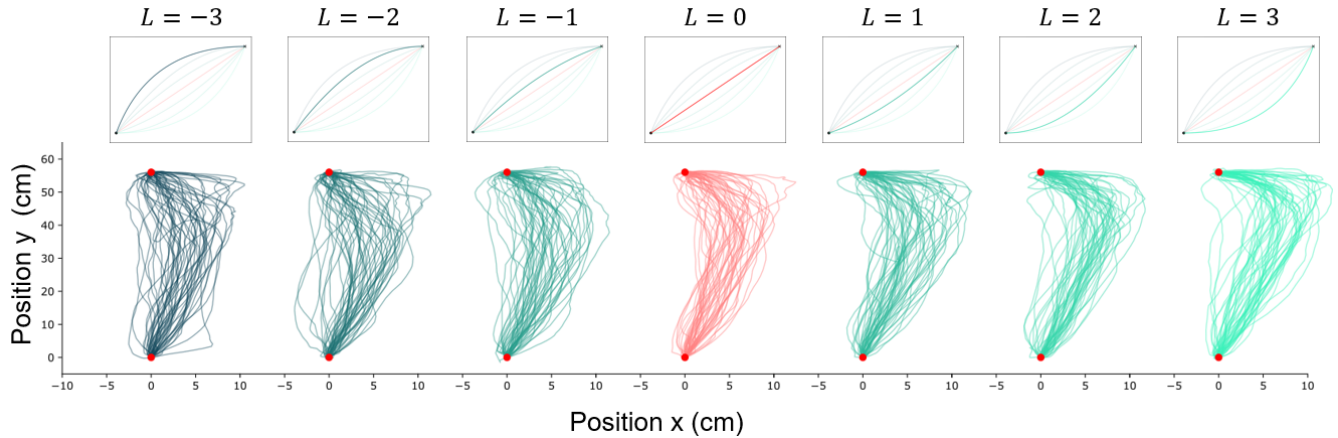 L = −3 L = −2 L = −1 L = 0 L = 1 L = 2 L = 3
60
50
40
30
20
10
0
Position y (cm)
−10 −5 0 5 10 −5 0 5 10 −5 0 5 10 −5 0 5 10 −5 0 5 10 −5 0 5 10 −5 0 5 10
Position x (cm)